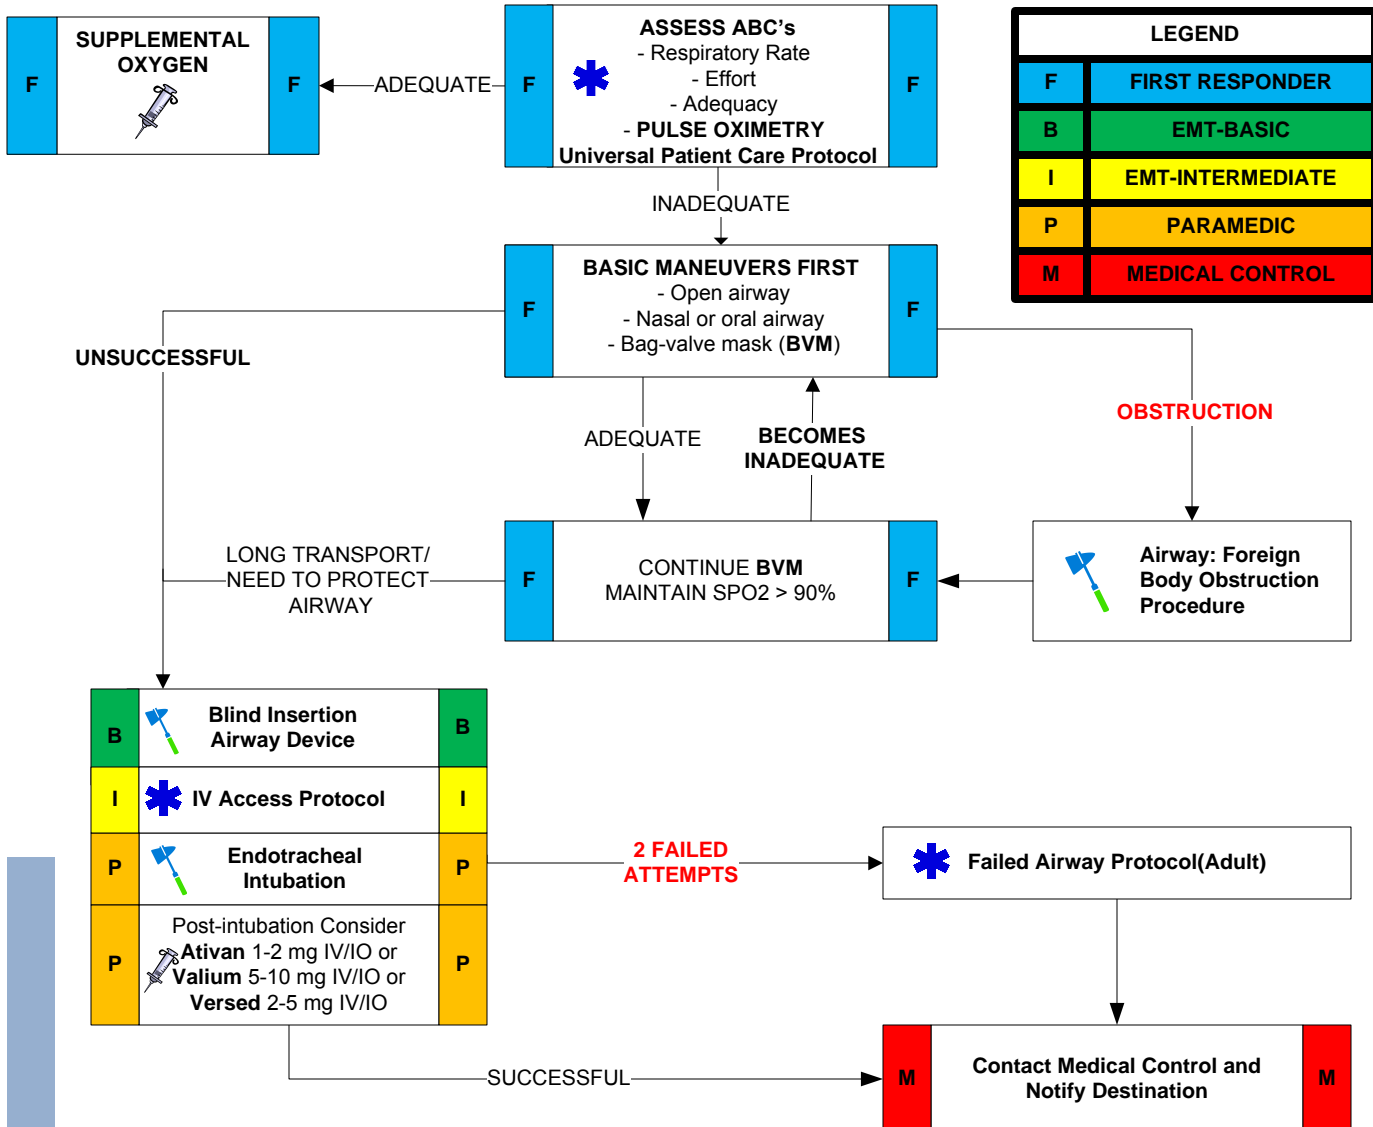 SUPPLEMENTAL
OXYGEN
F
F
ADEQUATE
ASSESS ABC's
- Respiratory Rate
- Effort
- Adequacy
- PULSE OXIMETRY
Universal Patient Care Protocol
F
F
LEGEND
F FIRST RESPONDER
B EMT-BASIC
I EMT-INTERMEDIATE
P PARAMEDIC
M MEDICAL CONTROL
INADEQUATE
BASIC MANEUVERS FIRST
- Open airway
- Nasal or oral airway
- Bag-valve mask (BVM)
F
F
UNSUCCESSFUL
OBSTRUCTION
ADEQUATE
BECOMES
INADEQUATE
LONG TRANSPORT/
NEED TO PROTECT
AIRWAY
F
CONTINUE BVM
MAINTAIN SPO2 > 90%
F
Airway: Foreign
Body Obstruction
Procedure
B
Blind Insertion
Airway Device
B
I
IV Access Protocol
I
P
Endotracheal
Intubation
P
2 FAILED
ATTEMPTS
Failed Airway Protocol(Adult)
P
Post-intubation Consider
Ativan 1-2 mg IV/IO or
Valium 5-10 mg IV/IO or
Versed 2-5 mg IV/IO
P
SUCCESSFUL
M
Contact Medical Control and
Notify Destination
M